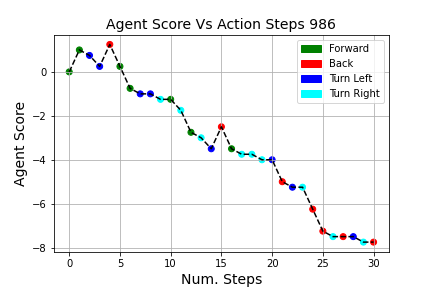 Agent Score Vs Action Steps 986
Forward
Back
Turn Left
Turn Right
Agent Score
0
−2
−4
−6
−8
0
5
10
15
20
25
30
Num. Steps